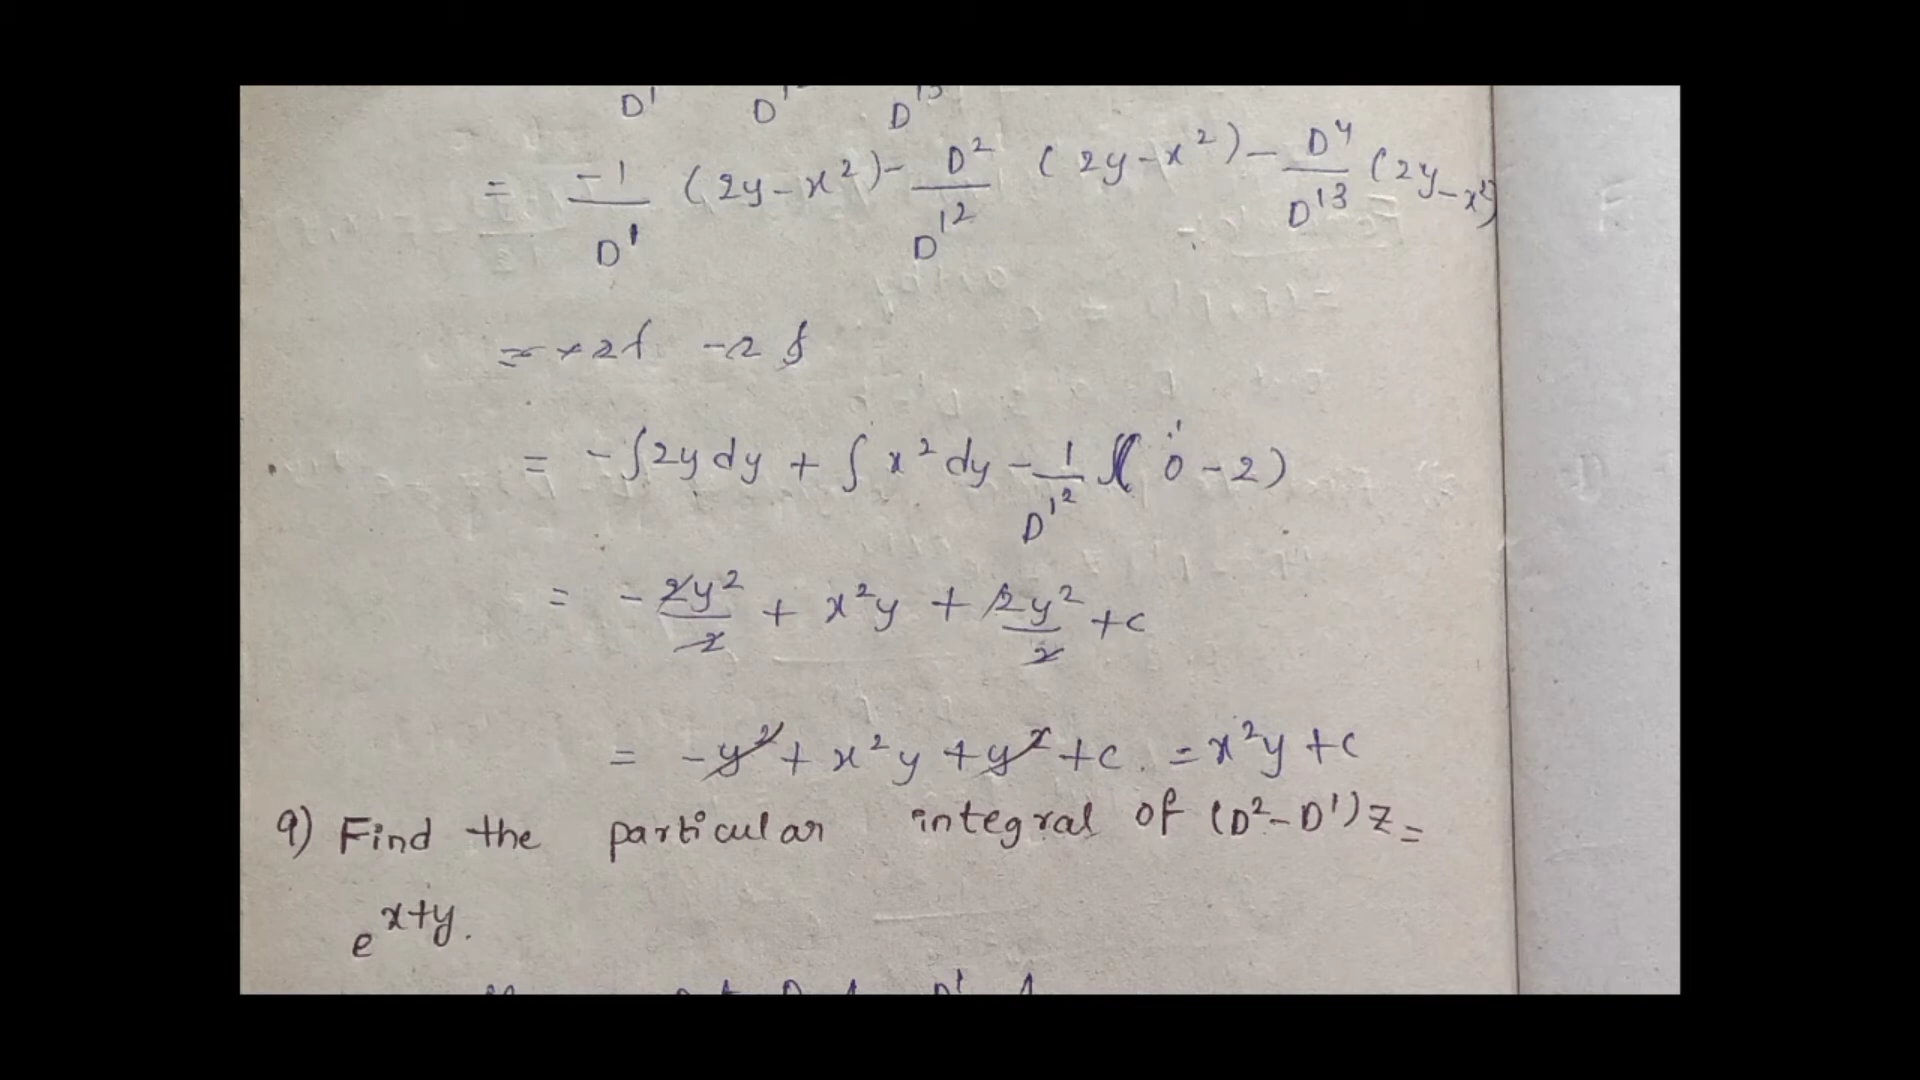 D' D' D'3
= -1/D' (2y-x²)- D²/D'² (2y-x²)- D⁴/D'3 (2y-x²)
= -∫2y dy + ∫x² dy - 1/D'² (0-2)
= -2y²/2 + x²y + 2y²/2 +c
= -y² + x²y + y² + c. = x²y + c
9) Find the particular integral of (D²-D')z=
e^x+y.